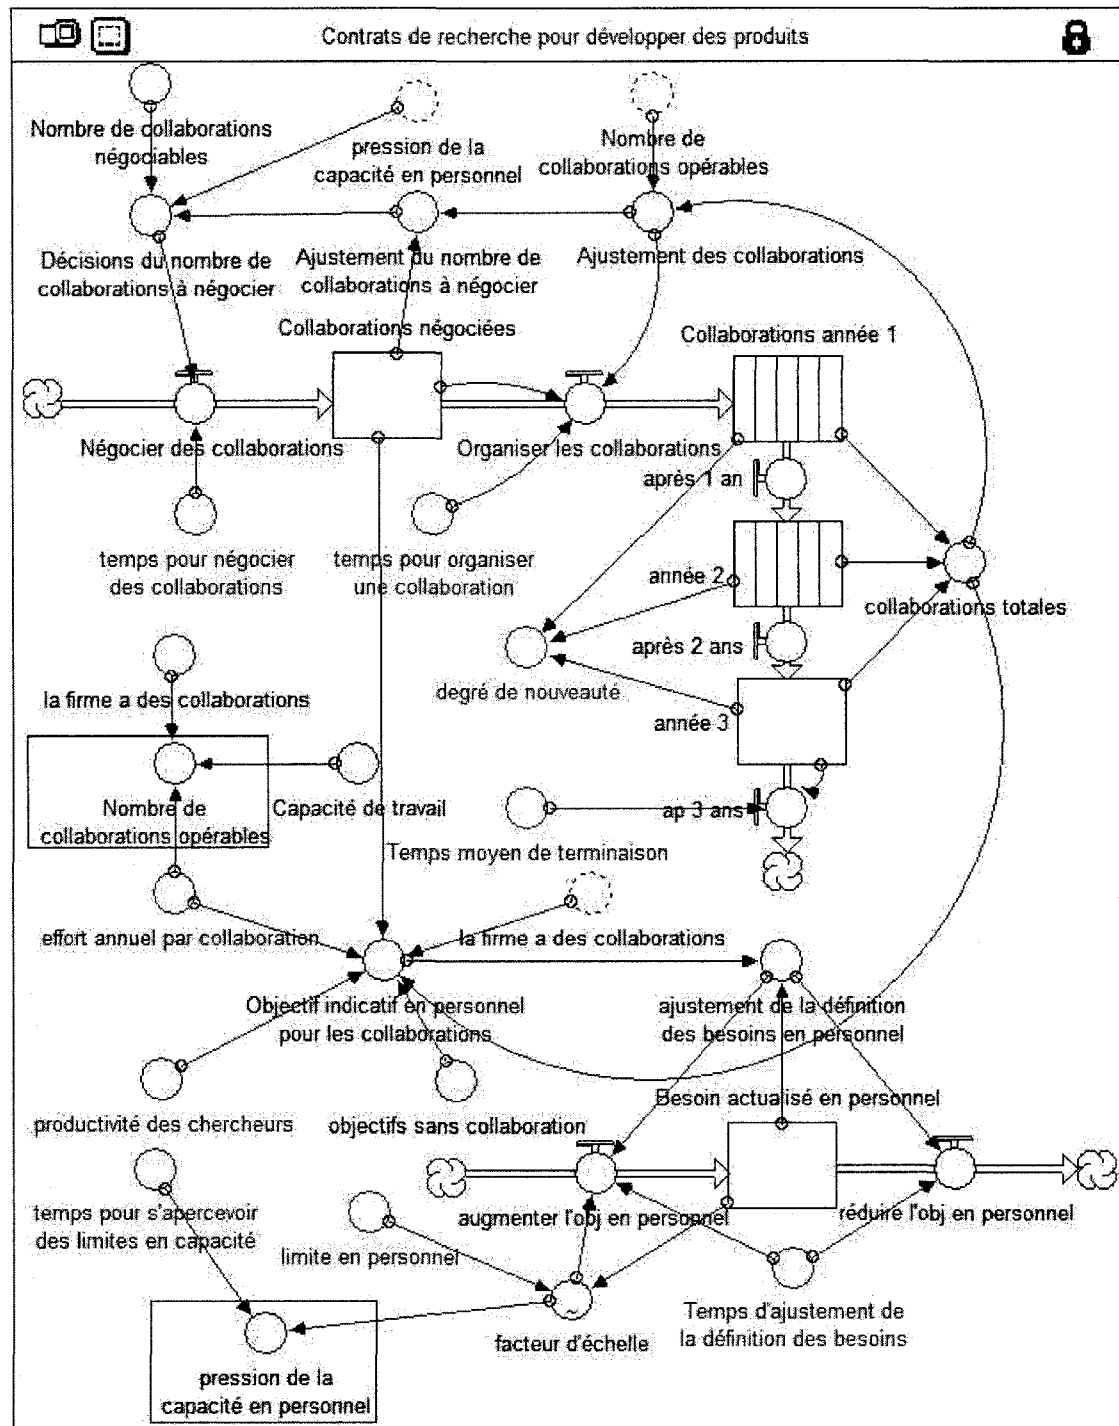 Contrats de recherche pour développer des produits
Nombre de collaborations
négociables
pression de la
capacité en personnel
Nombre de
collaborations opérables
Décisions du nombre de
collaborations à négocier
Ajustement du nombre de
collaborations à négocier
Ajustement des collaborations
Collaborations négociées
Collaborations année 1
Négocier des collaborations
Organiser les collaborations
après 1 an
temps pour négocier
des collaborations
temps pour organiser
une collaboration
année 2
collaborations totales
après 2 ans
degré de nouveauté
la firme a des collaborations
année 3
Nombre de
collaborations opérables
Capacité de travail
ap 3 ans
Temps moyen de terminaison
effort annuel par collaboration
la firme a des collaborations
Objectif indicatif en personnel
pour les collaborations
ajustement de la définition
des besoins en personnel
productivité des chercheurs
objectifs sans collaboration
Besoin actualisé en personnel
temps pour s'apercevoir
des limites en capacité
limite en personnel
augmenter l'obj en personnel
réduire l'obj en personnel
facteur d'échelle
Temps d'ajustement de
la définition des besoins
pression de la
capacité en personnel